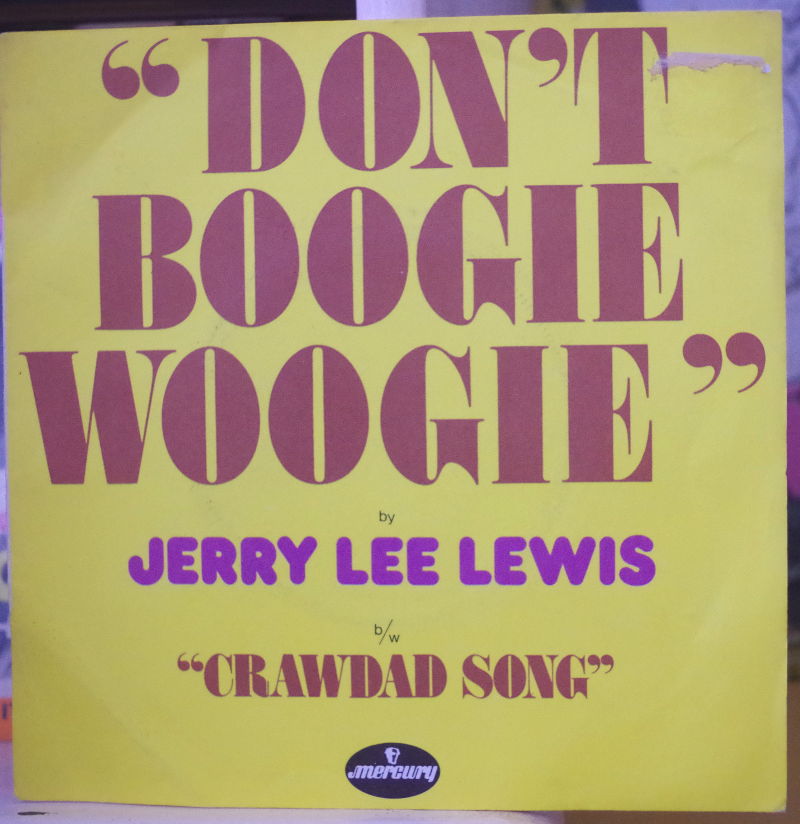 “DON’T
BOOGIE
WOOGIE”
by
JERRY LEE LEWIS
b/w
“CRAWDAD SONG”
mercury